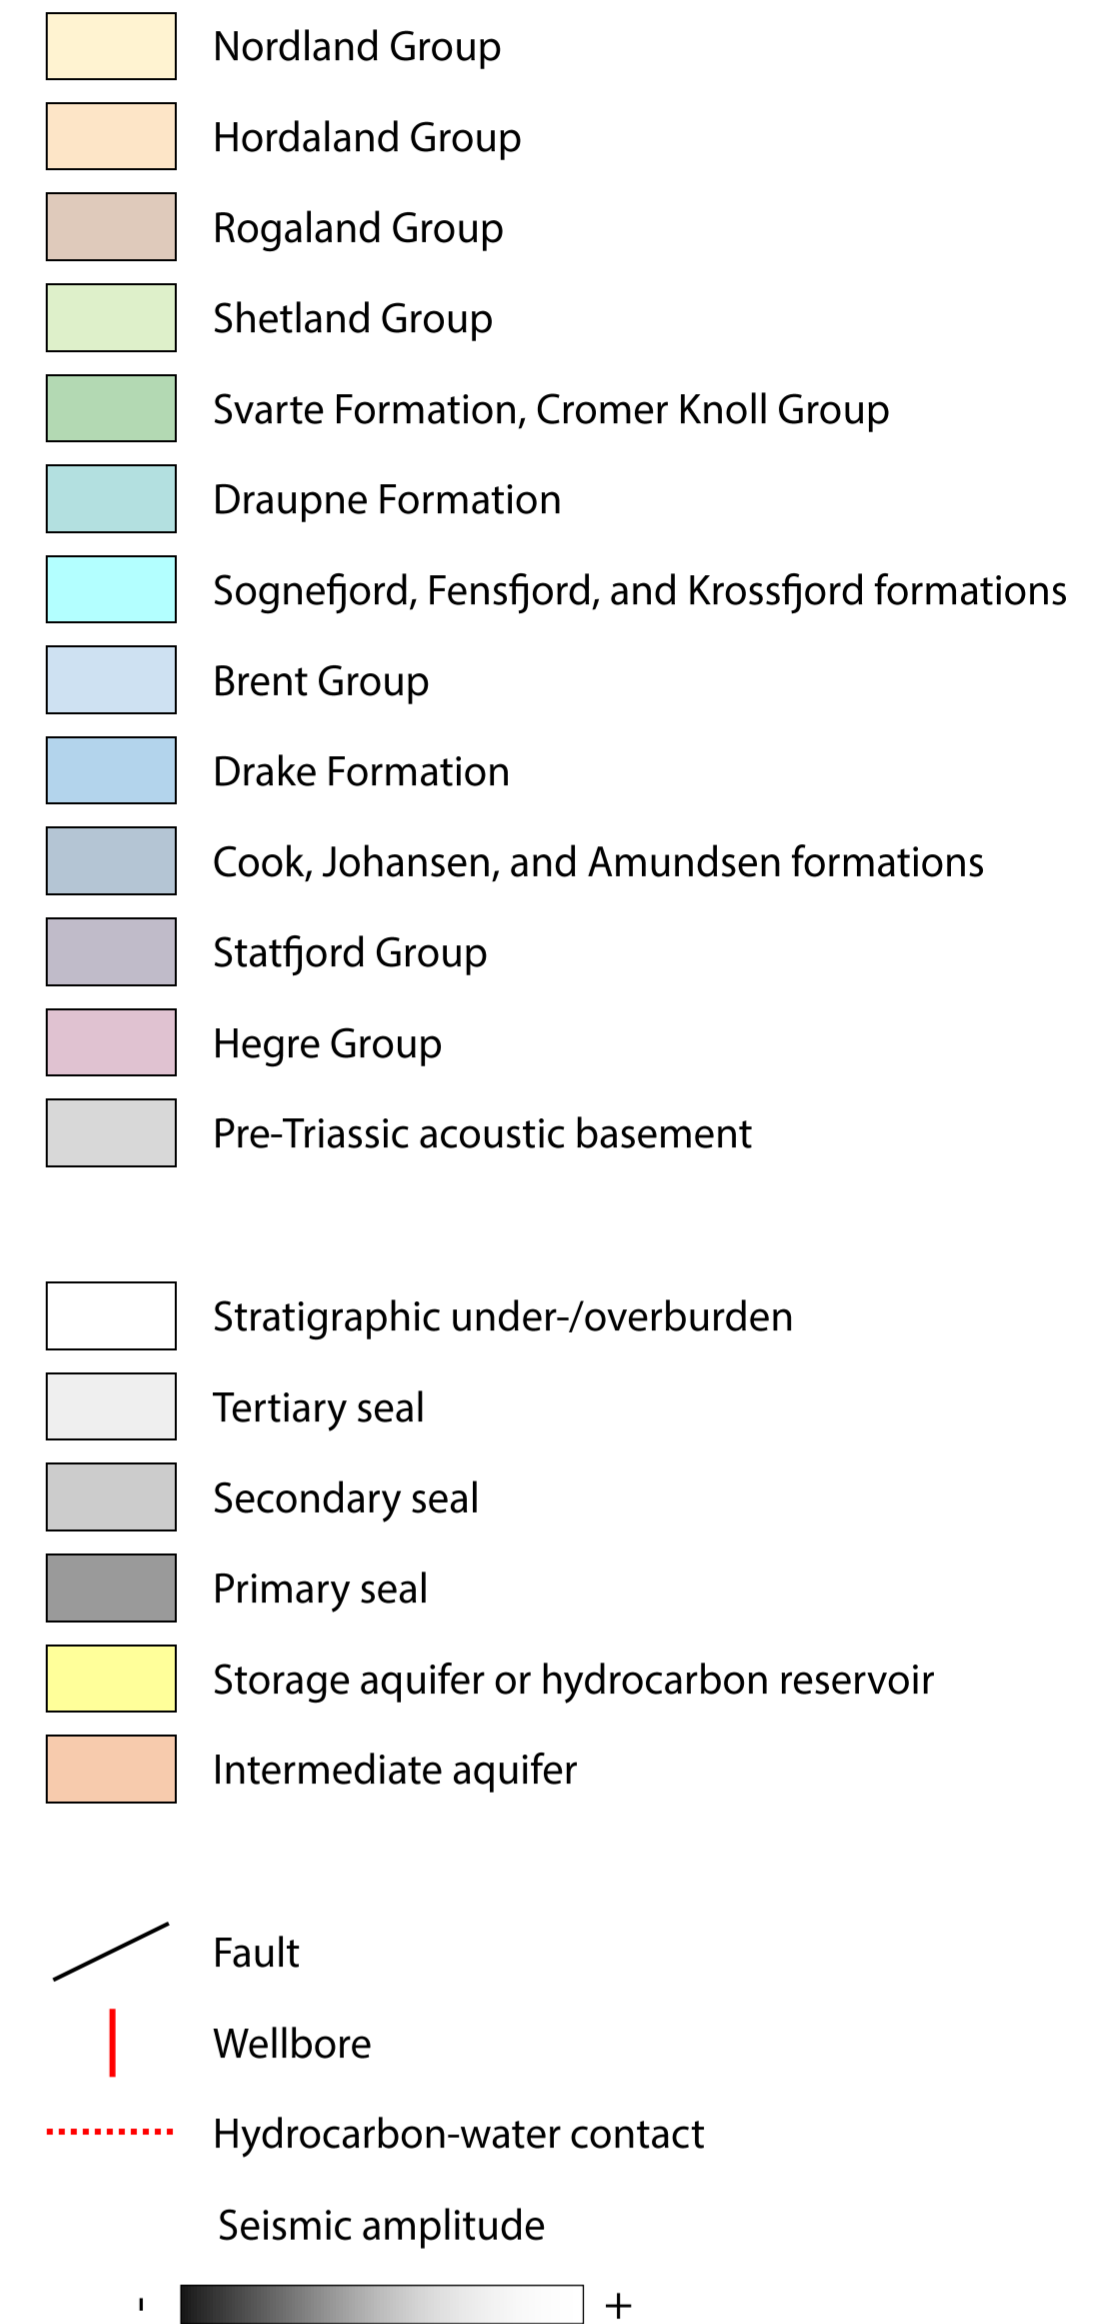 Nordland Group
Hordaland Group
Rogaland Group
Shetland Group
Svarte Formation, Cromer Knoll Group
Draupne Formation
Sognefjord, Fensfjord, and Krossfjord formations
Brent Group
Drake Formation
Cook, Johansen, and Amundsen formations
Statfjord Group
Hegre Group
Pre-Triassic acoustic basement
Stratigraphic under-/overburden
Tertiary seal
Secondary seal
Primary seal
Storage aquifer or hydrocarbon reservoir
Intermediate aquifer
Fault
Wellbore
Hydrocarbon-water contact
Seismic amplitude
- +